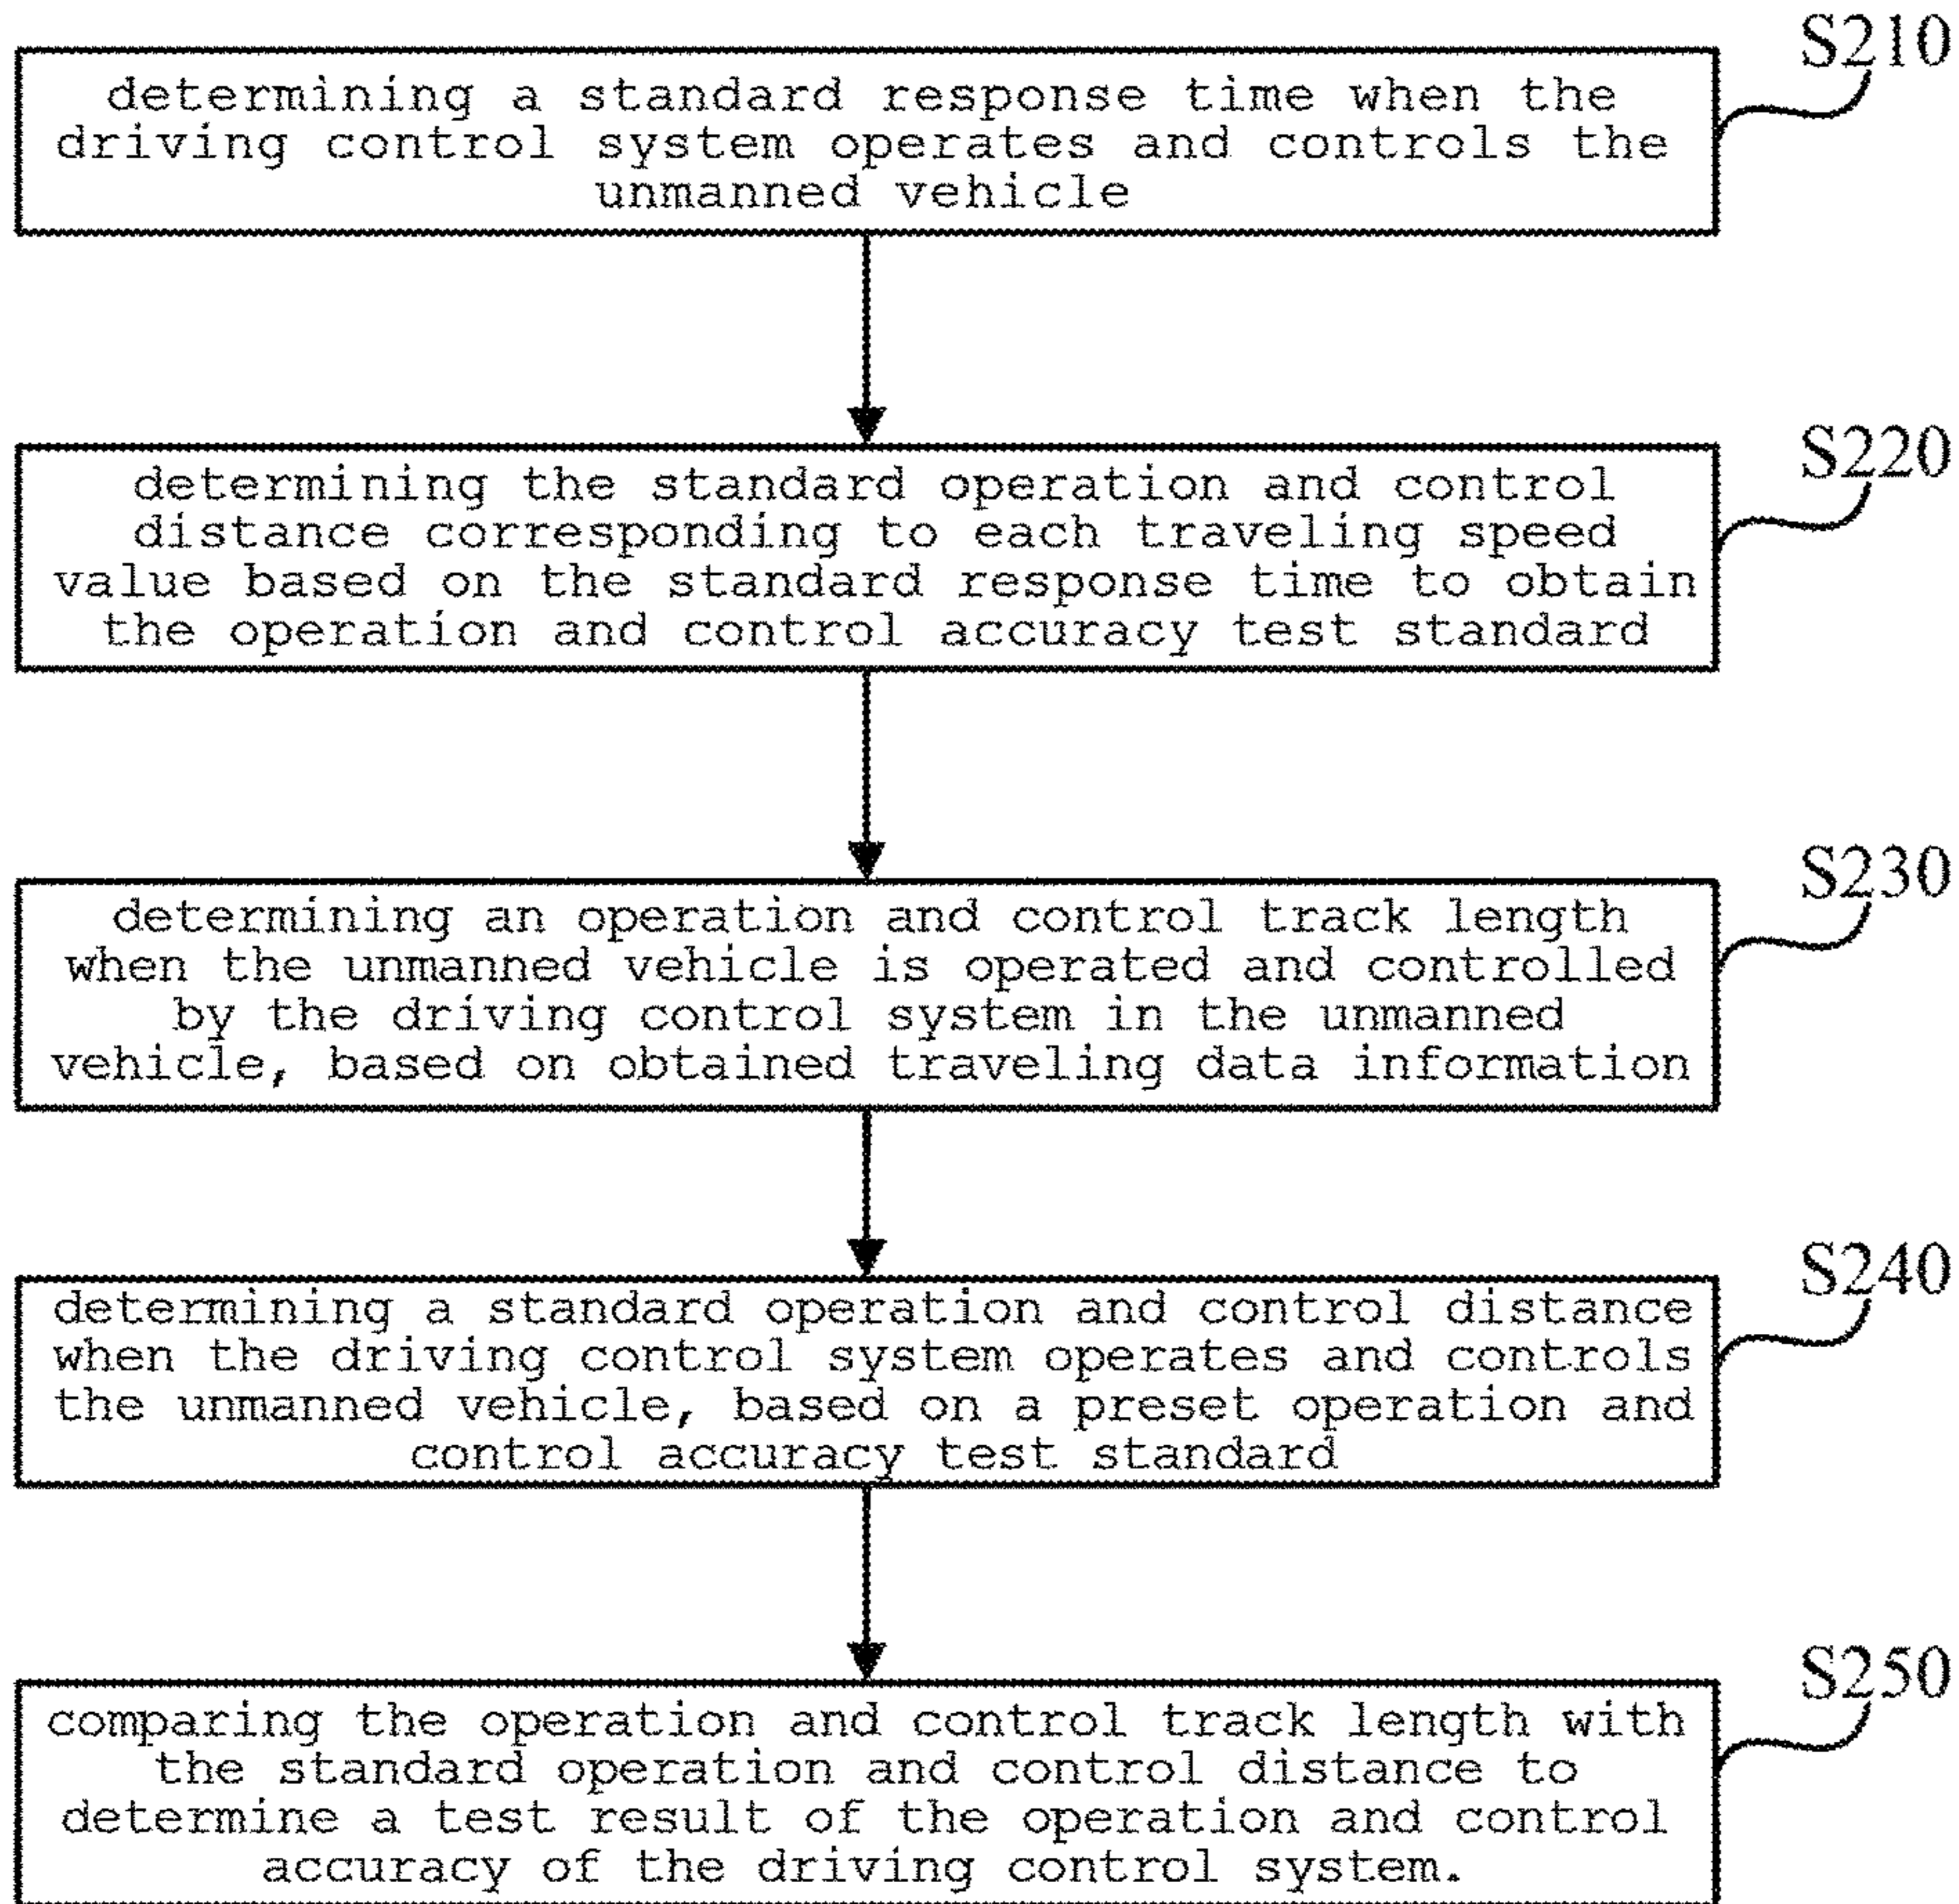 S210
determining a standard response time when the
driving control system operates and controls the
unmanned vehicle
S220
determining the standard operation and control
distance corresponding to each traveling speed
value based on the standard response time to obtain
the operation and control accuracy test standard
S230
determining an operation and control track length
when the unmanned vehicle is operated and controlled
by the driving control system in the unmanned
vehicle, based on obtained traveling data information
S240
determining a standard operation and control distance
when the driving control system operates and controls
the unmanned vehicle, based on a preset operation and
control accuracy test standard
S250
comparing the operation and control track length with
the standard operation and control distance to
determine a test result of the operation and control
accuracy of the driving control system.